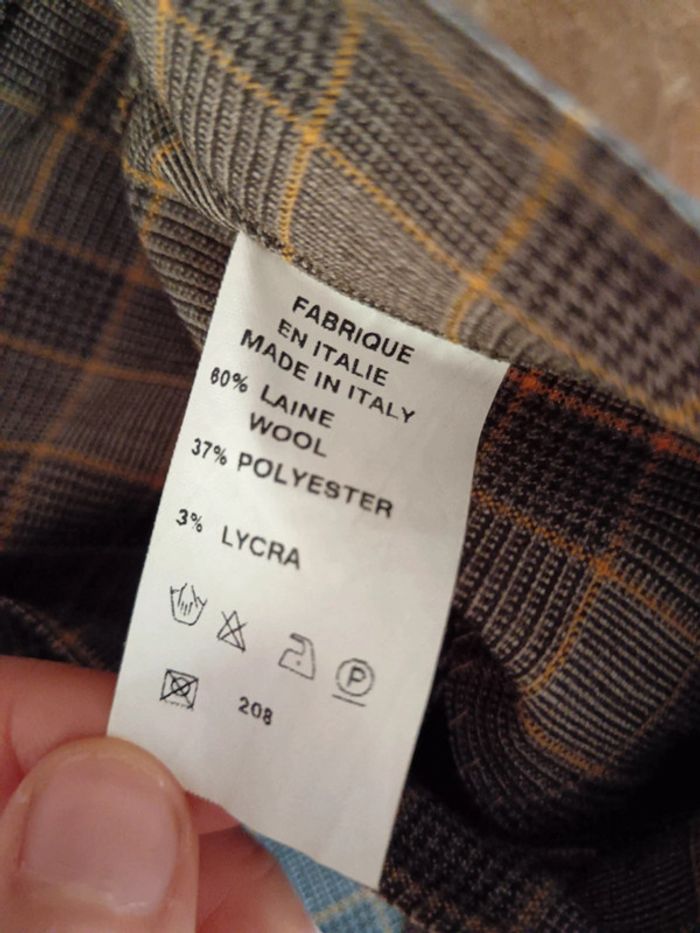 FABRIQUE
EN ITALIE
MADE IN ITALY
60% LAINE
WOOL
37% POLYESTER
3% LYCRA
P
208